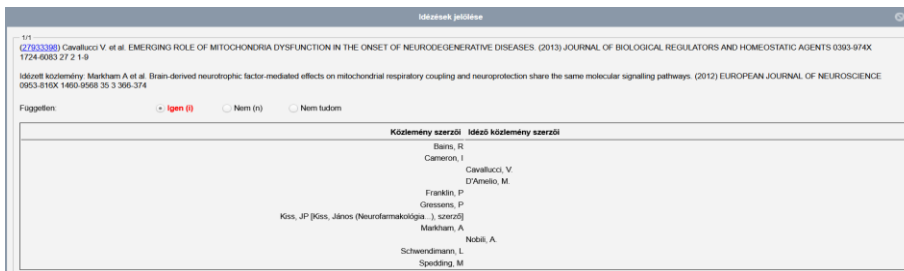 Idézések jelölése
1/1
(27933398) Cavallucci V. et al. EMERGING ROLE OF MITOCHONDRIA DYSFUNCTION IN THE ONSET OF NEURODEGENERATIVE DISEASES. (2013) JOURNAL OF BIOLOGICAL REGULATORS AND HOMEOSTATIC AGENTS 0393-974X
1724-6083 27 2 1-9
Idézett közlemény: Markham A et al. Brain-derived neurotrophic factor-mediated effects on mitochondrial respiratory coupling and neuroprotection share the same molecular signalling pathways. (2012) EUROPEAN JOURNAL OF NEUROSCIENCE
0953-816X 1460-9568 35 3 366-374
Független: Igen (i) Nem (n) Nem tudom
Közlemény szerzői Idéző közlemény szerzői
Bains, R
Cameron, I
Cavallucci, V.
D'Amelio, M.
Franklin, P
Gressens, P
Kiss, JP [Kiss, János (Neurofarmakológia...), szerző]
Markham, A
Nobili, A.
Schwendimann, L
Spedding, M